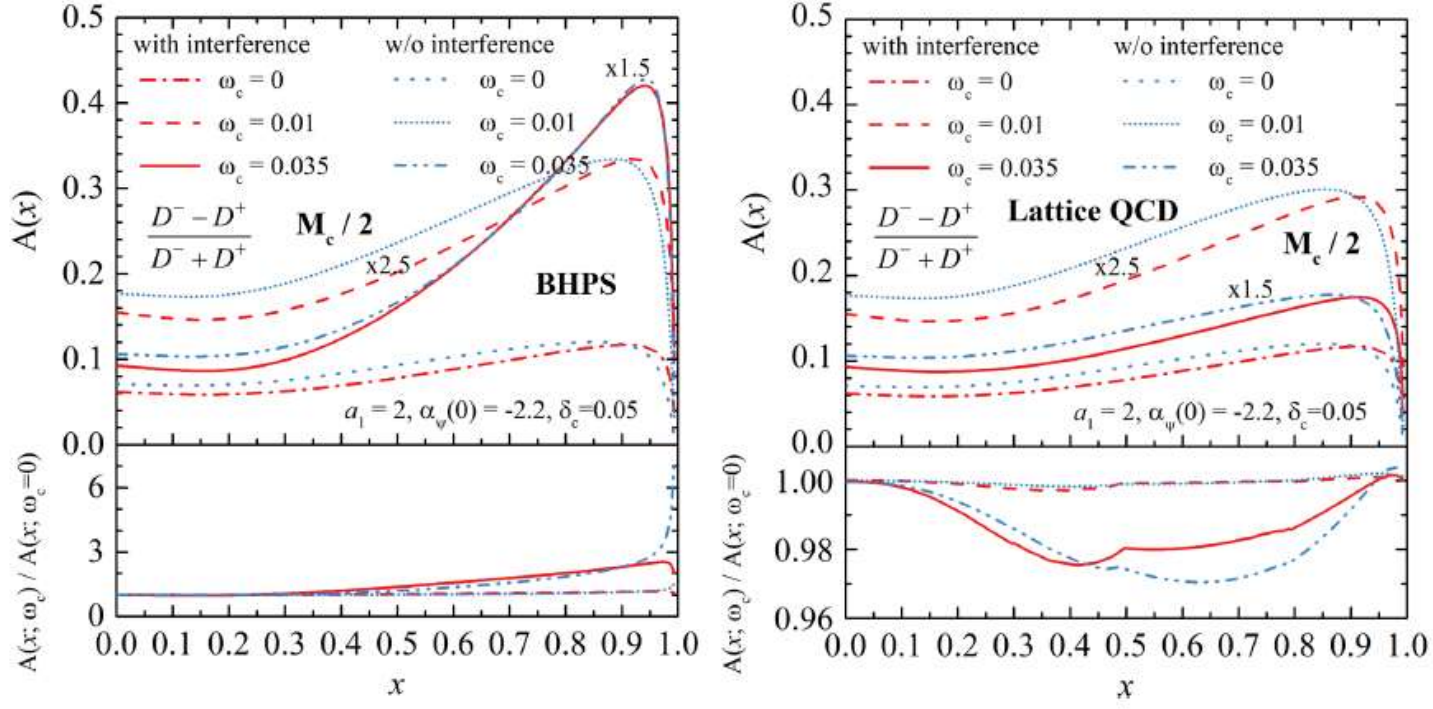 A(x)
0.5
0.4
0.3
0.2
0.1
0.0
with interference
w/o interference
ω_c = 0
ω_c = 0
ω_c = 0.01
ω_c = 0.01
ω_c = 0.035
ω_c = 0.035
x1.5
D⁻ − D⁺
D⁻ + D⁺
M_c / 2
x2.5
BHPS
a_1 = 2, α_ψ(0) = -2.2, δ_c =0.05
A(x; ω_c) / A(x; ω_c=0)
6
3
0
0.0 0.1 0.2 0.3 0.4 0.5 0.6 0.7 0.8 0.9 1.0
x
A(x)
0.5
0.4
0.3
0.2
0.1
0.0
with interference
w/o interference
ω_c = 0
ω_c = 0
ω_c = 0.01
ω_c = 0.01
ω_c = 0.035
ω_c = 0.035
D⁻ − D⁺
D⁻ + D⁺
Lattice QCD
M_c / 2
x2.5
x1.5
a_1 = 2, α_ψ(0) = -2.2, δ_c =0.05
A(x; ω_c) / A(x; ω_c=0)
1.00
0.98
0.96
0.0 0.1 0.2 0.3 0.4 0.5 0.6 0.7 0.8 0.9 1.0
x